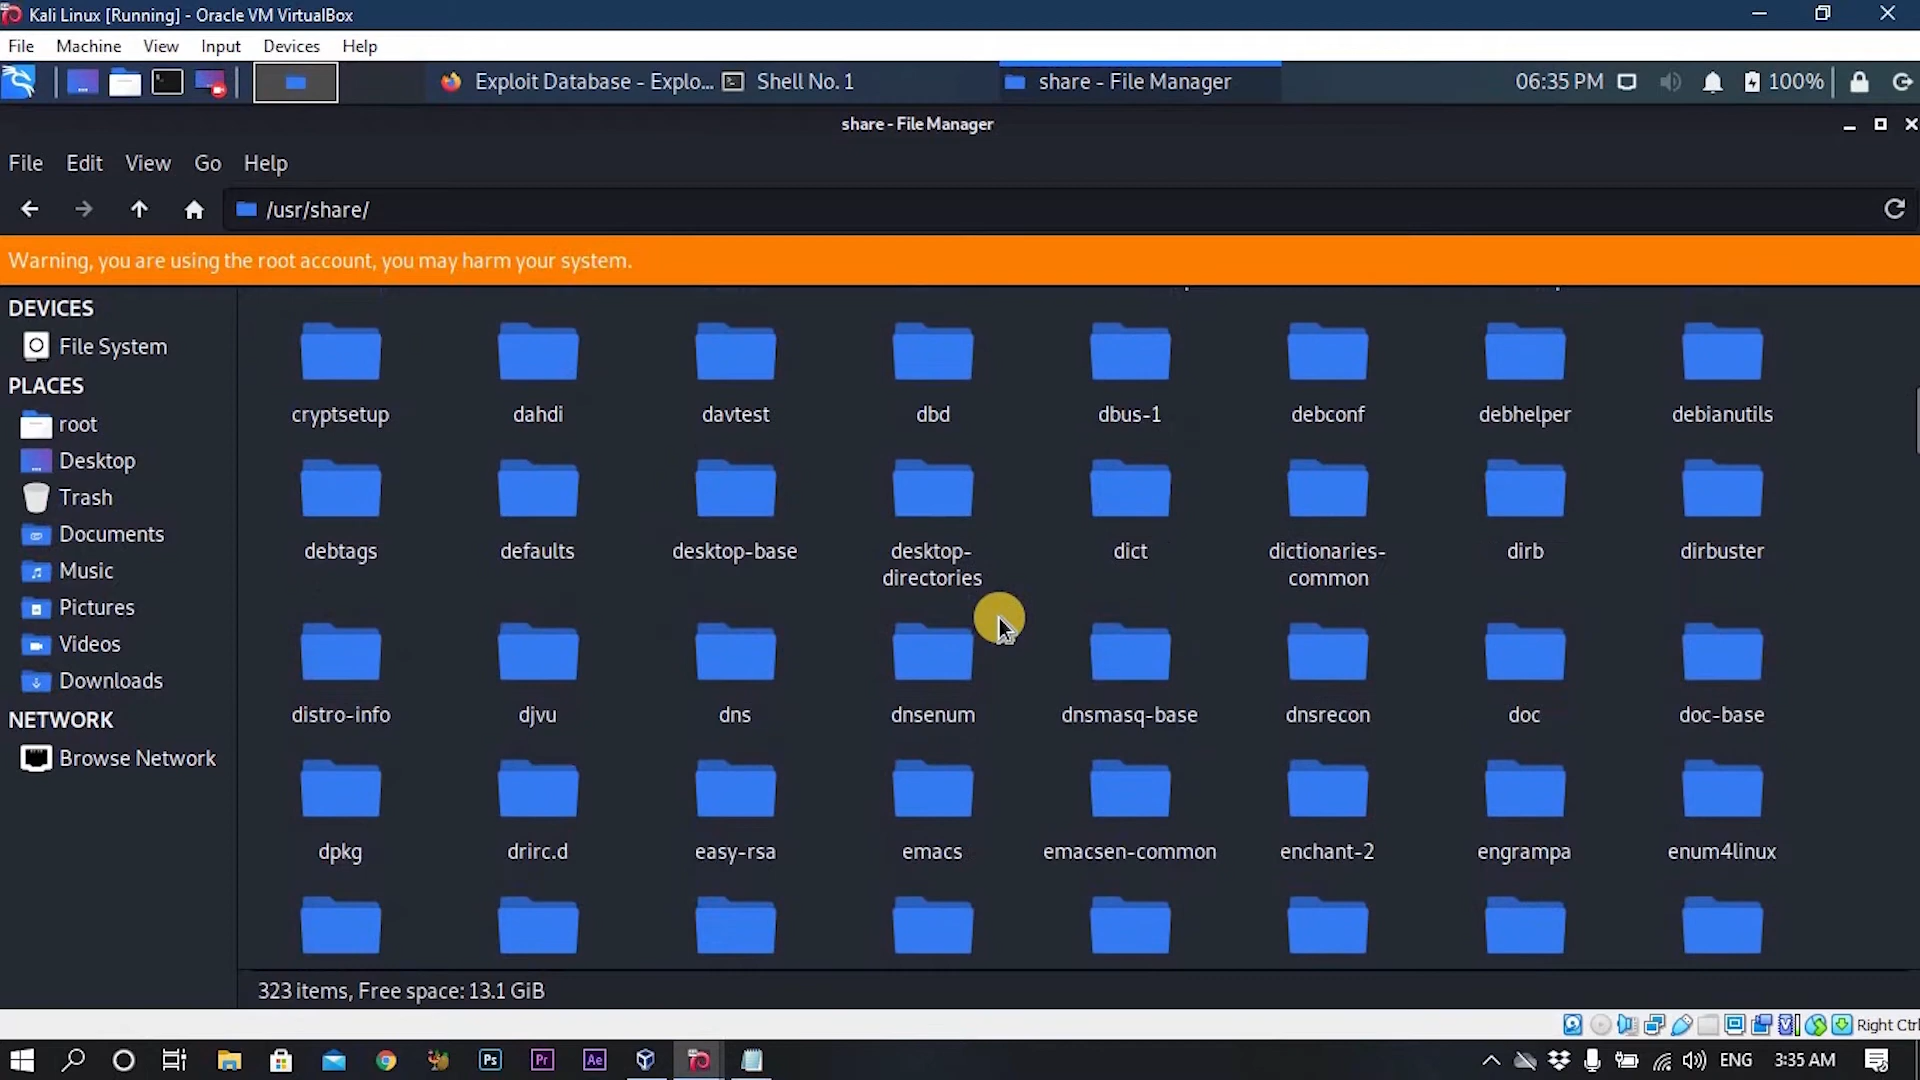 Kali Linux [Running] - Oracle VM VirtualBox
File Machine View Input Devices Help
Exploit Database - Explo... Shell No. 1 share - File Manager 06:35 PM 100%
share - File Manager
File Edit View Go Help
/usr/share/
Warning, you are using the root account, you may harm your system.
DEVICES
File System
PLACES
root
Desktop
Trash
Documents
Music
Pictures
Videos
Downloads
NETWORK
Browse Network
cryptsetup dahdi davtest dbd dbus-1 debconf debhelper debianutils
debtags defaults desktop-base desktop- dict dictionaries- dirb dirbuster
directories common
distro-info djvu dns dnsenum dnsmasq-base dnsrecon doc doc-base
dpkg drirc.d easy-rsa emacs emacsen-common enchant-2 engrampa enum4linux
323 items, Free space: 13.1 GiB
Right Ctrl
Ps Pr Ae ENG 3:35 AM